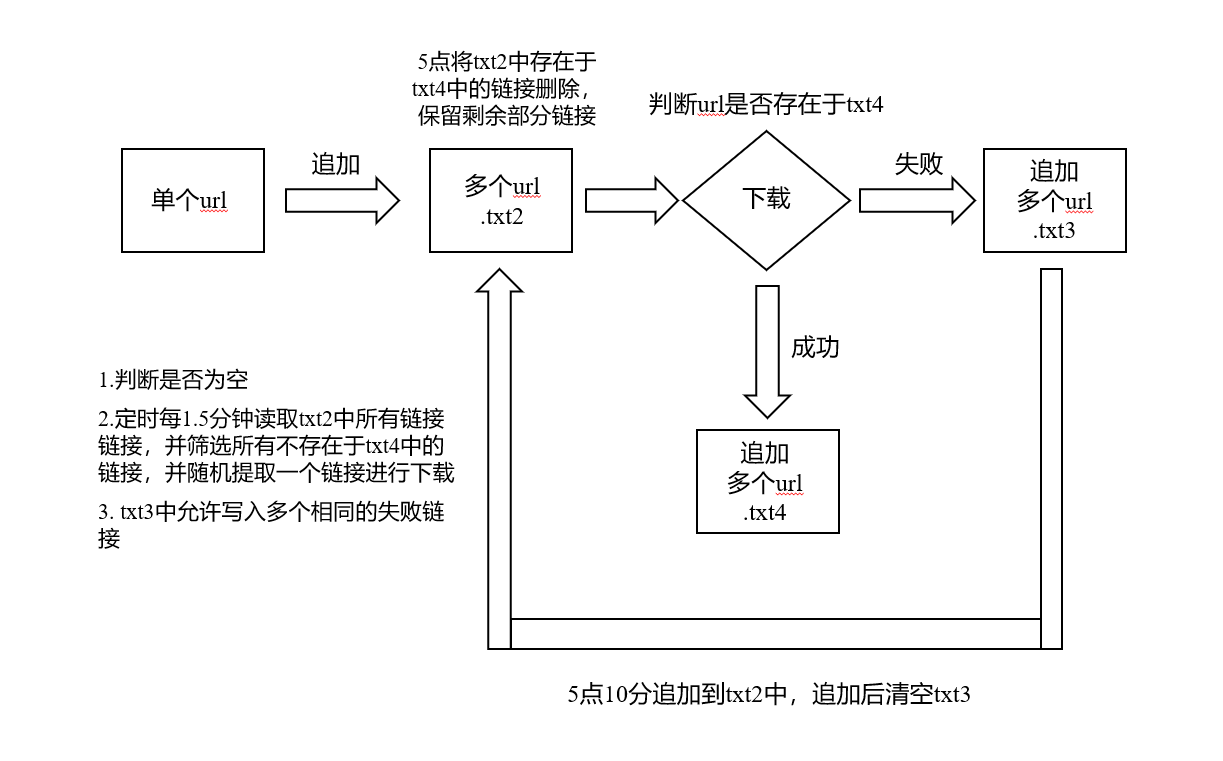 5点将txt2中存在于
txt4中的链接删除，
保留剩余部分链接
判断url是否存在于txt4
单个url
追加
多个url
.txt2
下载
失败
追加
多个url
.txt3
成功
追加
多个url
.txt4
1.判断是否为空
2.定时每1.5分钟读取txt2中所有链接
链接，并筛选所有不存在于txt4中的
链接，并随机提取一个链接进行下载
3. txt3中允许写入多个相同的失败链
接
5点10分追加到txt2中，追加后清空txt3